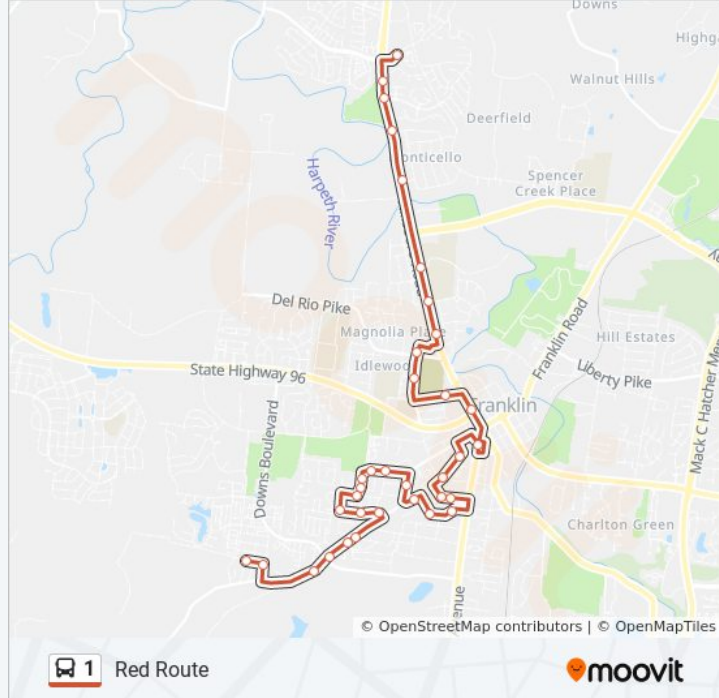 Downs
Highg
Walnut Hills
Deerfield
onticello
Spencer
Creek Place
Harpeth River
Del Rio Pike
Magnolia Pla
Idlewoo
State Highway 96
Franklin Road
Hill Estates
Liberty Pike
Franklin
Mack C Hatcher Mem
Downs Boulevard
Charlton Green
enue
© OpenStreetMap contributors | © OpenMapTiles
1 Red Route
moovit